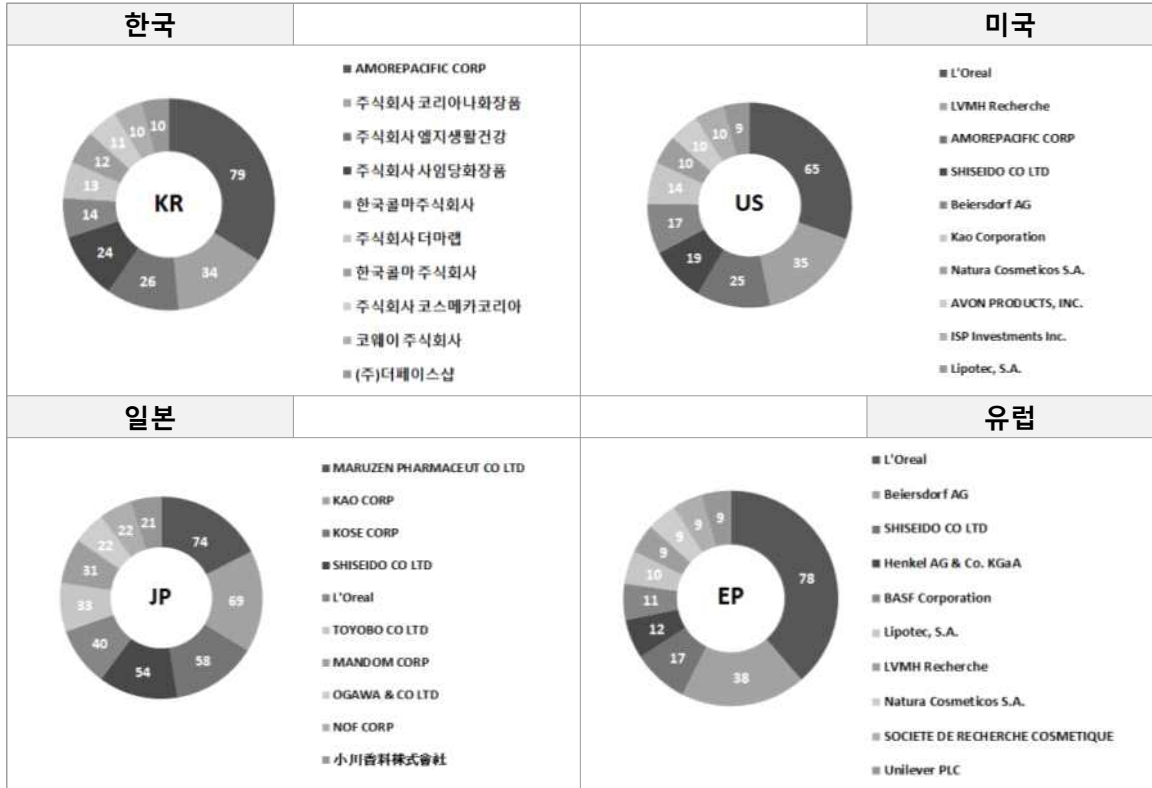 한국
미국
KR
79
34
26
24
14
13
12
11
10
10
AMOREPACIFIC CORP
주식회사 코리아나화장품
주식회사 엘지생활건강
주식회사 사임당화장품
한국콜마주식회사
주식회사 더마랩
한국콜마 주식회사
주식회사 코스메카코리아
코웨이 주식회사
(주)더페이스샵
US
65
35
25
19
17
14
10
10
10
9
L'Oreal
LVMH Recherche
AMOREPACIFIC CORP
SHISEIDO CO LTD
Beiersdorf AG
Kao Corporation
Natura Cosmeticos S.A.
AVON PRODUCTS, INC.
ISP Investments Inc.
Lipotec, S.A.
일본
유럽
JP
74
69
58
54
40
33
31
22
22
21
MARUZEN PHARMACEUT CO LTD
KAO CORP
KOSE CORP
SHISEIDO CO LTD
L'Oreal
TOYOBO CO LTD
MANDOM CORP
OGAWA & CO LTD
NOF CORP
小川香料株式會社
EP
78
38
17
12
11
10
9
9
9
9
L'Oreal
Beiersdorf AG
SHISEIDO CO LTD
Henkel AG & Co. KGaA
BASF Corporation
Lipotec, S.A.
LVMH Recherche
Natura Cosmeticos S.A.
SOCIETE DE RECHERCHE COSMETIQUE
Unilever PLC